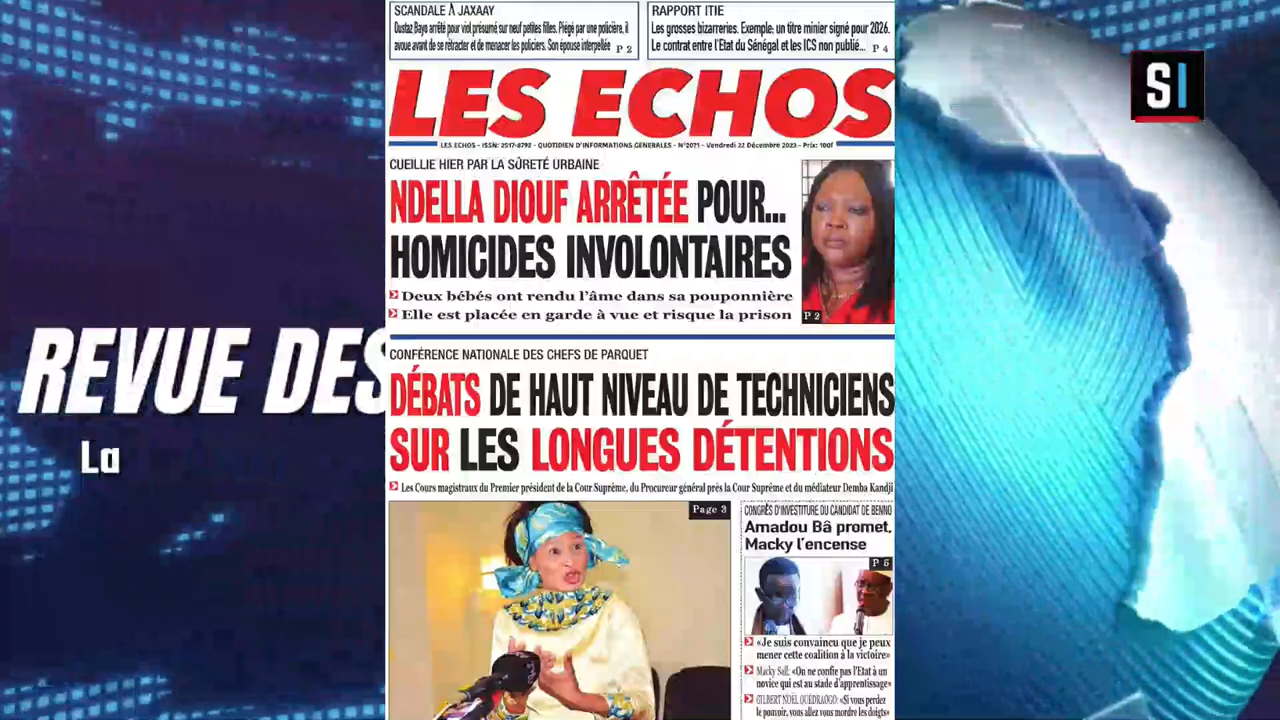 SCANDALE À JAXAAY
Oustaz Bayo arrêté pour viol présumé sur neuf petites filles. Piégé par une policière, il
avoue avant de se rétracter et de menacer les policiers. Son épouse interpellée P 2
RAPPORT ITIE
Les grosses bizarreries. Exemple: un titre minier signé pour 2026.
Le contrat entre l'Etat du Sénégal et les ICS non publié... P 4
LES ECHOS
LES ECHOS - ISSN: 2517-8792 - QUOTIDIEN D'INFORMATIONS GENERALES - N°2071 - Vendredi 22 Décembre 2023 - Prix: 100f
SI
CUEILLIE HIER PAR LA SÛRETÉ URBAINE
NDELLA DIOUF ARRÊTÉE POUR...
HOMICIDES INVOLONTAIRES
Deux bébés ont rendu l'âme dans sa pouponnière
Elle est placée en garde à vue et risque la prison
P 2
REVUE DES
La
CONFÉRENCE NATIONALE DES CHEFS DE PARQUET
DÉBATS DE HAUT NIVEAU DE TECHNICIENS
SUR LES LONGUES DÉTENTIONS
Les Cours magistraux du Premier président de la Cour Suprême, du Procureur général près la Cour Suprême et du médiateur Demba Kandji
Page 3
CONGRÈS D'INVESTITURE DU CANDIDAT DE BENNO
Amadou Bâ promet,
Macky l'encense
P 5
«Je suis convaincu que je peux
mener cette coalition à la victoire»
Macky Sall: «On ne confie pas l'Etat à un
novice qui est au stade d'apprentissage»
GILBERT NOËL OUÉDRAOGO: «Si vous perdez
le pouvoir, vous allez vous mordre les doigts»